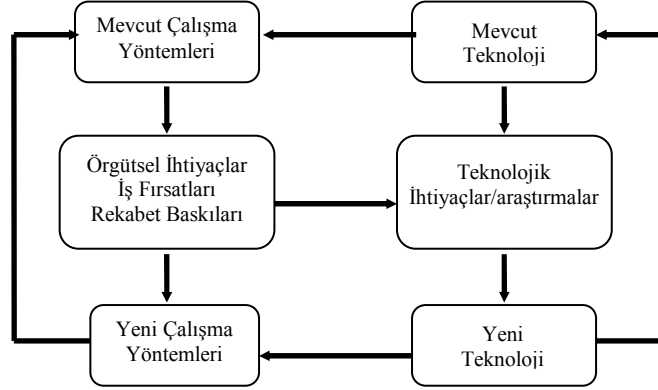 Mevcut Çalışma
Yöntemleri
Mevcut
Teknoloji
Örgütsel İhtiyaçlar
İş Fırsatları
Rekabet Baskıları
Teknolojik
İhtiyaçlar/araştırmalar
Yeni Çalışma
Yöntemleri
Yeni
Teknoloji